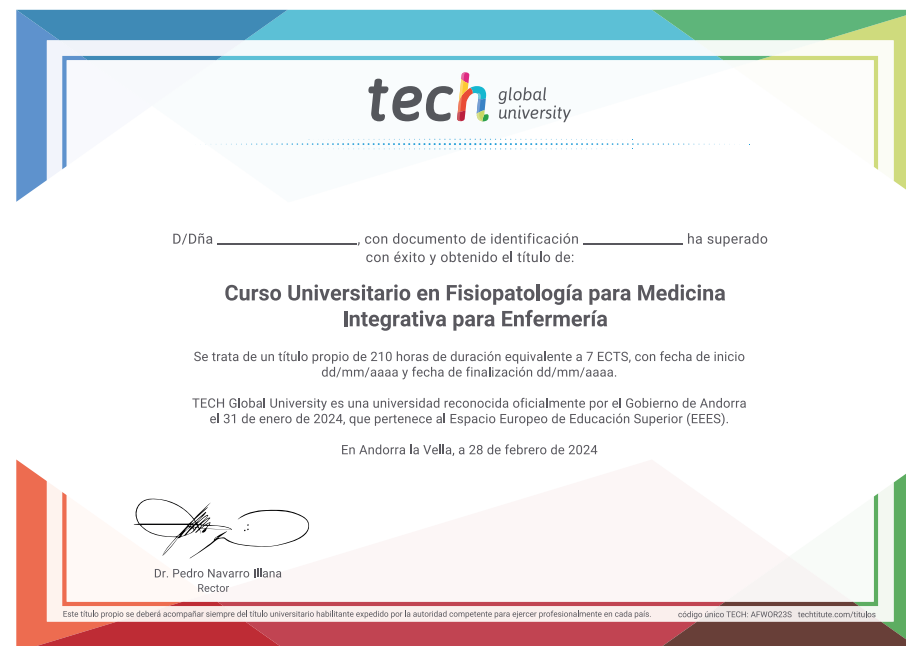 tech global university
D/Dña ____________, con documento de identificación ____________ ha superado
con éxito y obtenido el título de:
Curso Universitario en Fisiopatología para Medicina
Integrativa para Enfermería
Se trata de un título propio de 210 horas de duración equivalente a 7 ECTS, con fecha de inicio
dd/mm/aaaa y fecha de finalización dd/mm/aaaa.
TECH Global University es una universidad reconocida oficialmente por el Gobierno de Andorra
el 31 de enero de 2024, que pertenece al Espacio Europeo de Educación Superior (EEES).
En Andorra la Vella, a 28 de febrero de 2024
Dr. Pedro Navarro Illana
Rector
Este título propio se deberá acompañar siempre del título universitario habilitante expedido por la autoridad competente para ejercer profesionalmente en cada país.
código único TECH: AFWOR23S techtitute.com/titulos